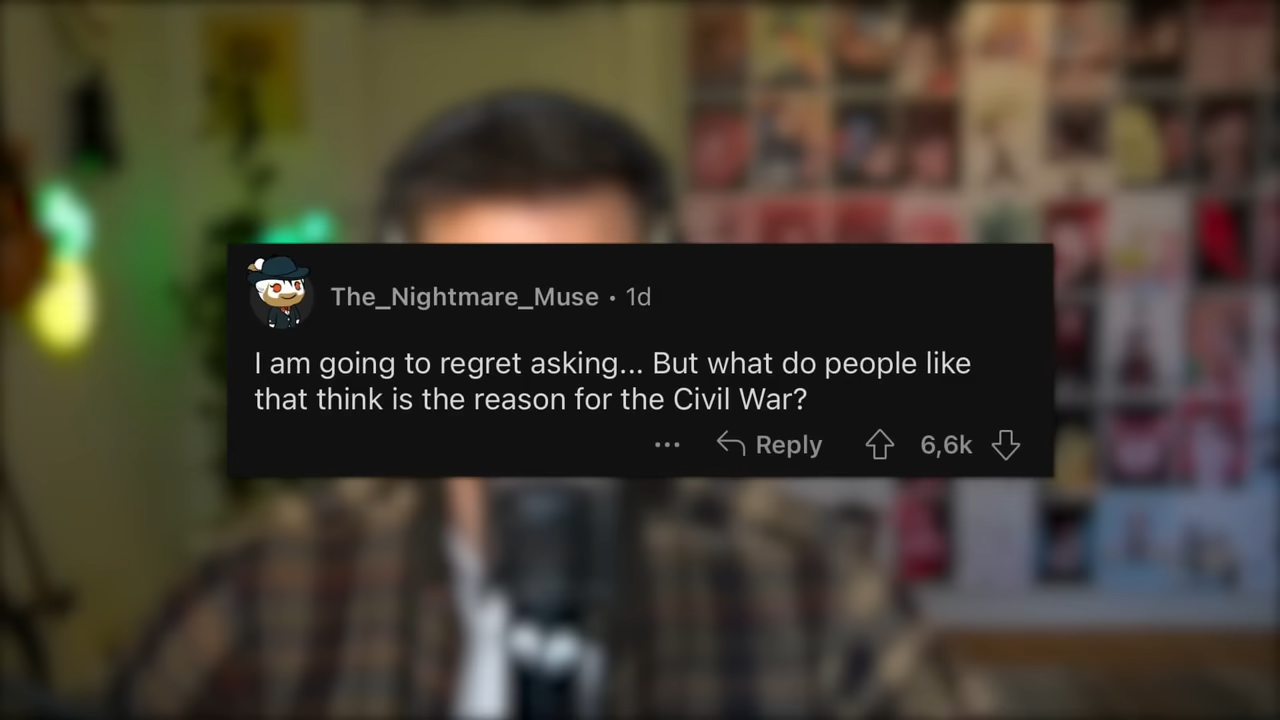 The_Nightmare_Muse • 1d
I am going to regret asking... But what do people like
that think is the reason for the Civil War?
... Reply 6,6k